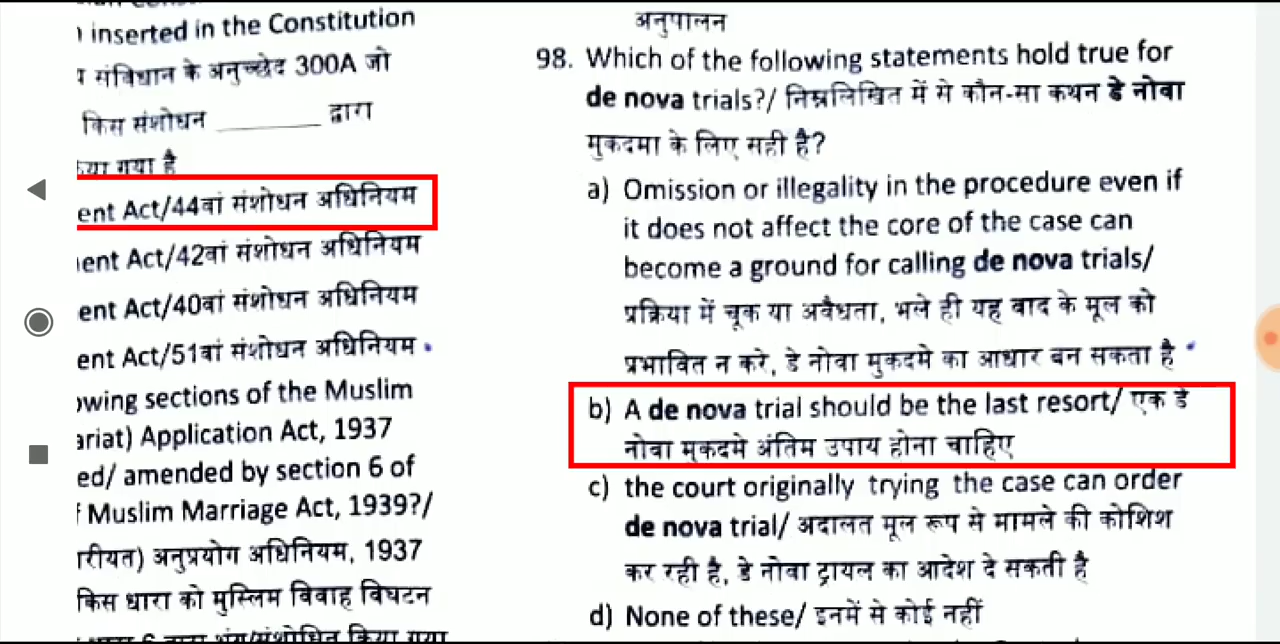 inserted in the Constitution
संविधान के अनुच्छेद 300A जो
किस संशोधन ________ द्वारा
गया है
ent Act/44वां संशोधन अधिनियम
ent Act/42वां संशोधन अधिनियम
ent Act/40वां संशोधन अधिनियम
ent Act/51वां संशोधन अधिनियम
owing sections of the Muslim
ariat) Application Act, 1937
ed/ amended by section 6 of
Muslim Marriage Act, 1939?/
रीयत) अनुप्रयोग अधिनियम, 1937
किस धारा को मुस्लिम विवाह विघटन
अनुपालन
98. Which of the following statements hold true for
de nova trials?/ निम्नलिखित में से कौन-सा कथन डे नोवा
मुकदमा के लिए सही है?
a) Omission or illegality in the procedure even if
it does not affect the core of the case can
become a ground for calling de nova trials/
प्रक्रिया में चूक या अवैधता, भले ही यह वाद के मूल को
प्रभावित न करे, डे नोवा मुकदमे का आधार बन सकता है
b) A de nova trial should be the last resort/ एक डे
नोवा मुकदमे अंतिम उपाय होना चाहिए
c) the court originally trying the case can order
de nova trial/ अदालत मूल रूप से मामले की कोशिश
कर रही है, डे नोवा ट्रायल का आदेश दे सकती है
d) None of these/ इनमें से कोई नहीं